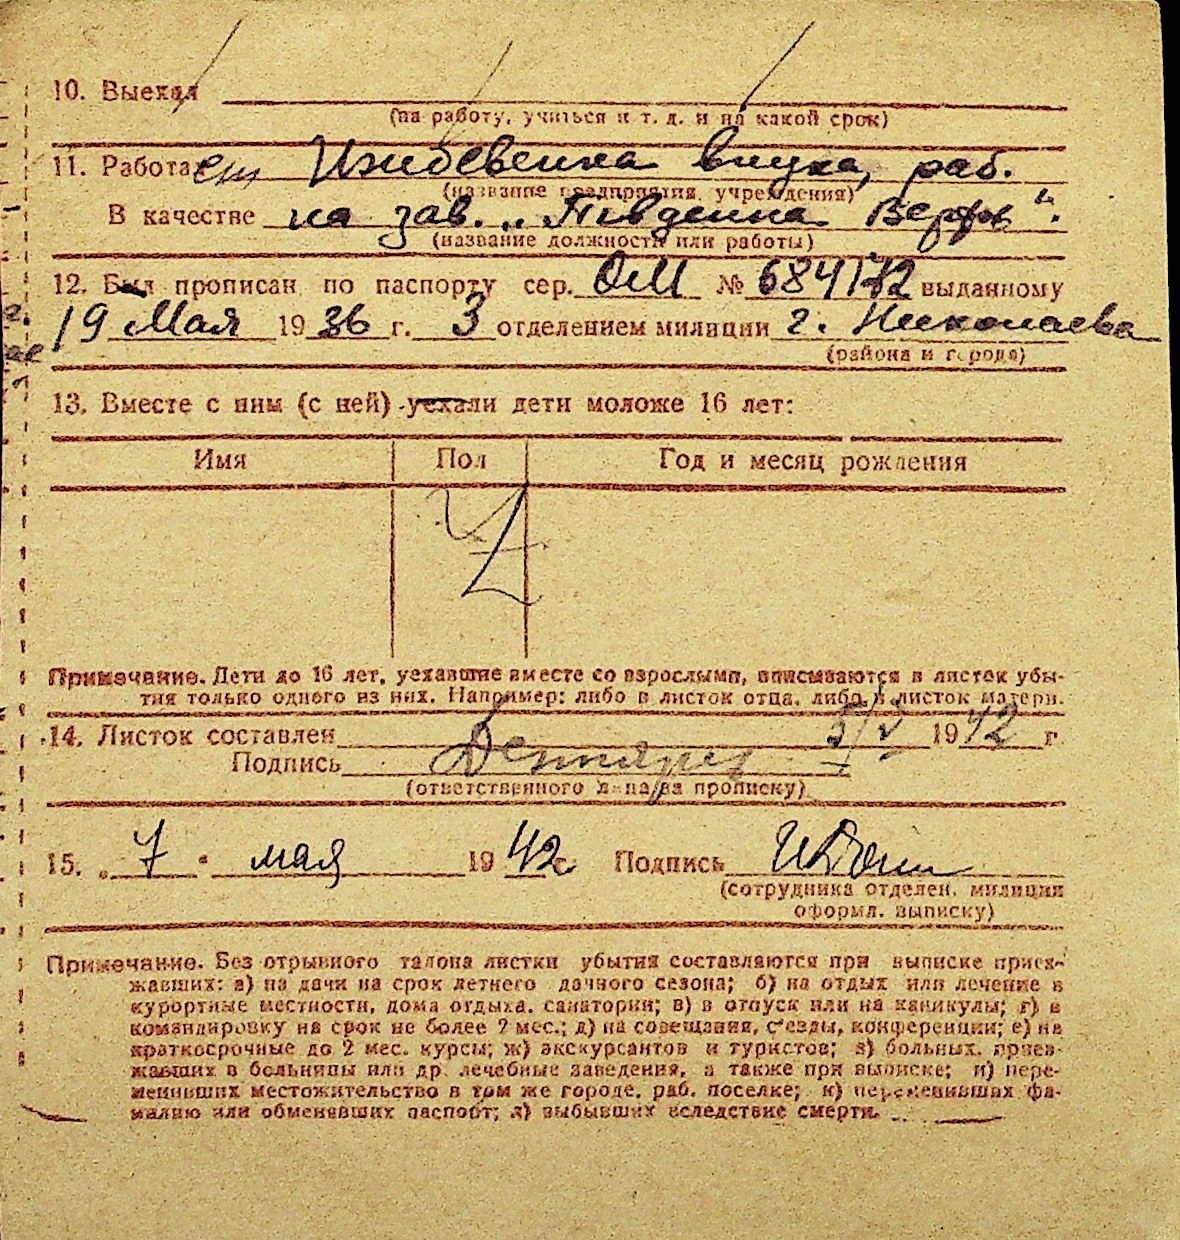 10. Выехал
(на работу, учиться и т. д. и на какой срок)
11. Работает Иждевенка внука, раб.
(название предприятия, учреждения)
В качестве на зав. „Південна Верфь“.
(название должности или работы)
12. Был прописан по паспорту сер. ОМ № 684172 выданному
19 Мая 1936 г. 3 отделением милиции г. Николаева
(района и города)
13. Вместе с ним (с ней) уехали дети моложе 16 лет:
Имя Пол Год и месяц рождения
Z
Примечание. Дети до 16 лет, уехавшие вместе со взрослыми, вписываются в листок убы-
тия только одного из них. Например: либо в листок отца, либо в листок матери.
14. Листок составлен 5/V 1942 г
Подпись
(ответственного лица за прописку)
15. „7“ мая 1942 г. Подпись
(сотрудника отделен. милиции
оформл. выписку)
Примечание. Без отрывного талона листки убытия составляются при выписке приез-
жавших: а) на дачи на срок летнего дачного сезона; б) на отдых или лечение в
курортные местности, дома отдыха, санатории; в) в отпуск или на каникулы; г) в
командировку на срок не более 2 мес.; д) на совещания, съезды, конференции; е) на
краткосрочные до 2 мес. курсы; ж) экскурсантов и туристов; з) больных, приез-
жавших в больницы или др. лечебные заведения, а также при выписке; и) пере-
менивших местожительство в том же городе, раб. поселке; к) переменивших фа-
милию или обменявших паспорт; л) выбывших вследствие смерти.